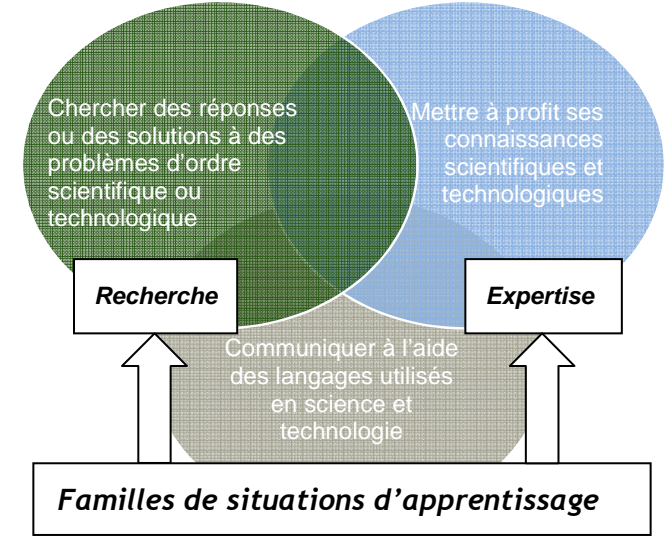 Chercher des réponses
ou des solutions à des
problèmes d'ordre
scientifique ou
technologique
Mettre à profit ses
connaissances
scientifiques et
technologiques
Recherche
Expertise
Communiquer à l'aide
des langages utilisés
en science et
technologie
Familles de situations d'apprentissage